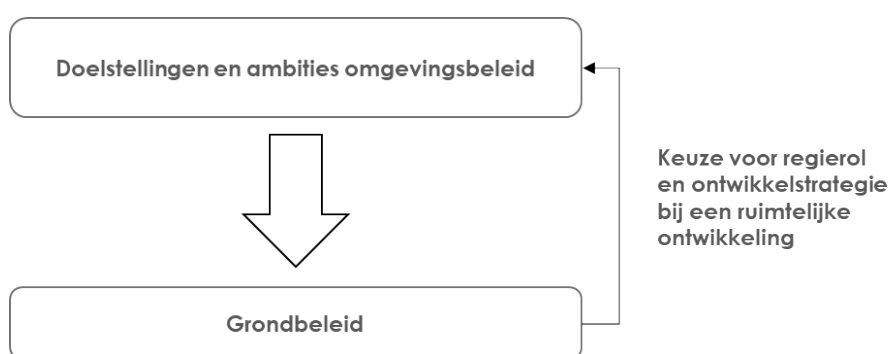 Doelstellingen en ambities omgevingsbeleid
Keuze voor regierol
en ontwikkelstrategie
bij een ruimtelijke
ontwikkeling
Grondbeleid